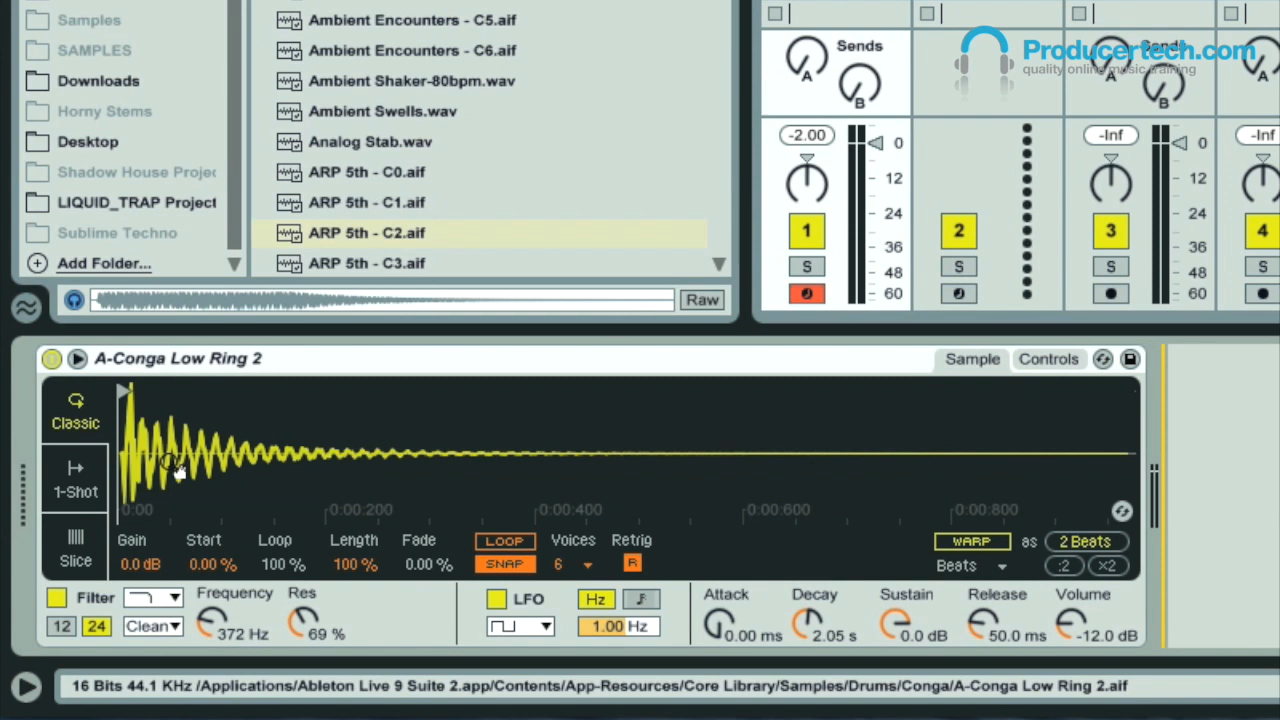 Samples
SAMPLES
Downloads
Horny Stems
Desktop
Shadow House Projec
LIQUID_TRAP Project
Sublime Techno
Add Folder...
Ambient Encounters - C5.aif
Ambient Encounters - C6.aif
Ambient Shaker-80bpm.wav
Ambient Swells.wav
Analog Stab.wav
ARP 5th - C0.aif
ARP 5th - C1.aif
ARP 5th - C2.aif
ARP 5th - C3.aif
Raw
Producertech.com
quality online music training
Sends Sends
A A A
B B
-2.00 -Inf -Inf
0 0
12 12
24 24
1 2 3 4
36 36
S S S
48 48
60 60
A-Conga Low Ring 2 Sample Controls
Classic
1-Shot
Slice
0:00 0:00:200 0:00:400 0:00:600 0:00:800
Gain Start Loop Length Fade LOOP Voices Retrig WARP as 2 Beats
0.0 dB 0.00 % 100 % 100 % 0.00 % SNAP 6 R Beats :2 ×2
Filter Frequency Res LFO Hz Attack Decay Sustain Release Volume
12 24 Clean 372 Hz 69 % 1.00 Hz 0.00 ms 2.05 s 0.0 dB 50.0 ms -12.0 dB
16 Bits 44.1 KHz /Applications/Ableton Live 9 Suite 2.app/Contents/App-Resources/Core Library/Samples/Drums/Conga/A-Conga Low Ring 2.aif